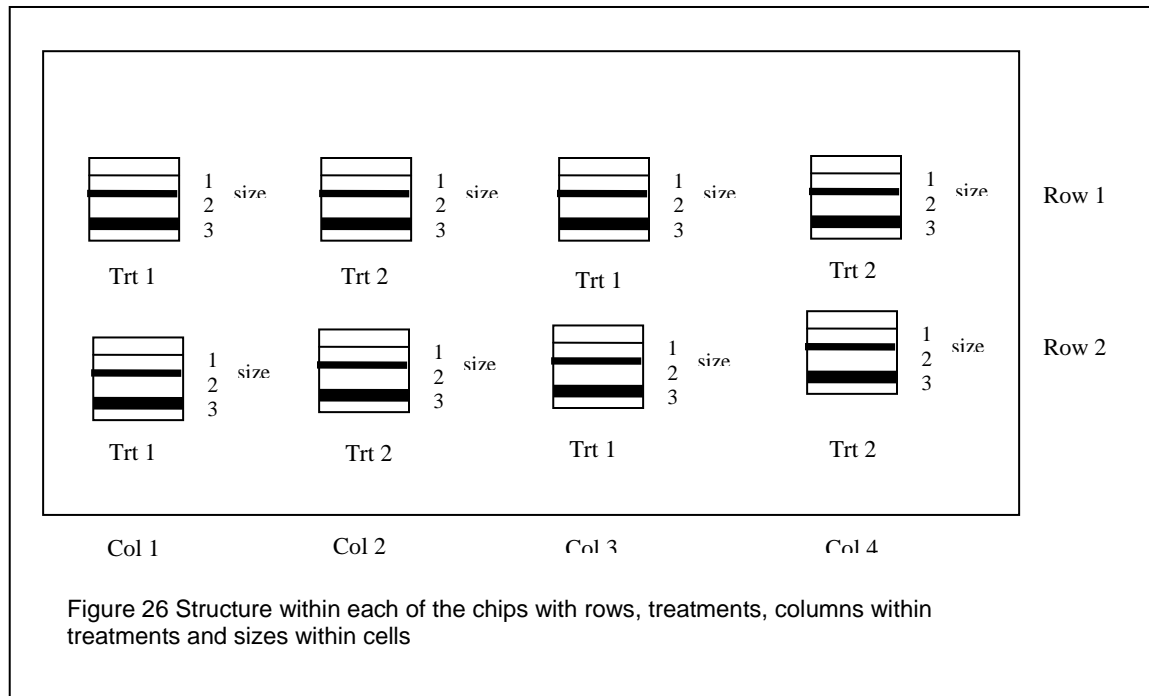 1 size 1 size 1 size 1 size Row 1
2 2 2 2
3 3 3 3
Trt 1 Trt 2 Trt 1 Trt 2
1 size 1 size 1 size 1 size Row 2
2 2 2 2
3 3 3 3
Trt 1 Trt 2 Trt 1 Trt 2
Col 1 Col 2 Col 3 Col 4
Figure 26 Structure within each of the chips with rows, treatments, columns within
treatments and sizes within cells